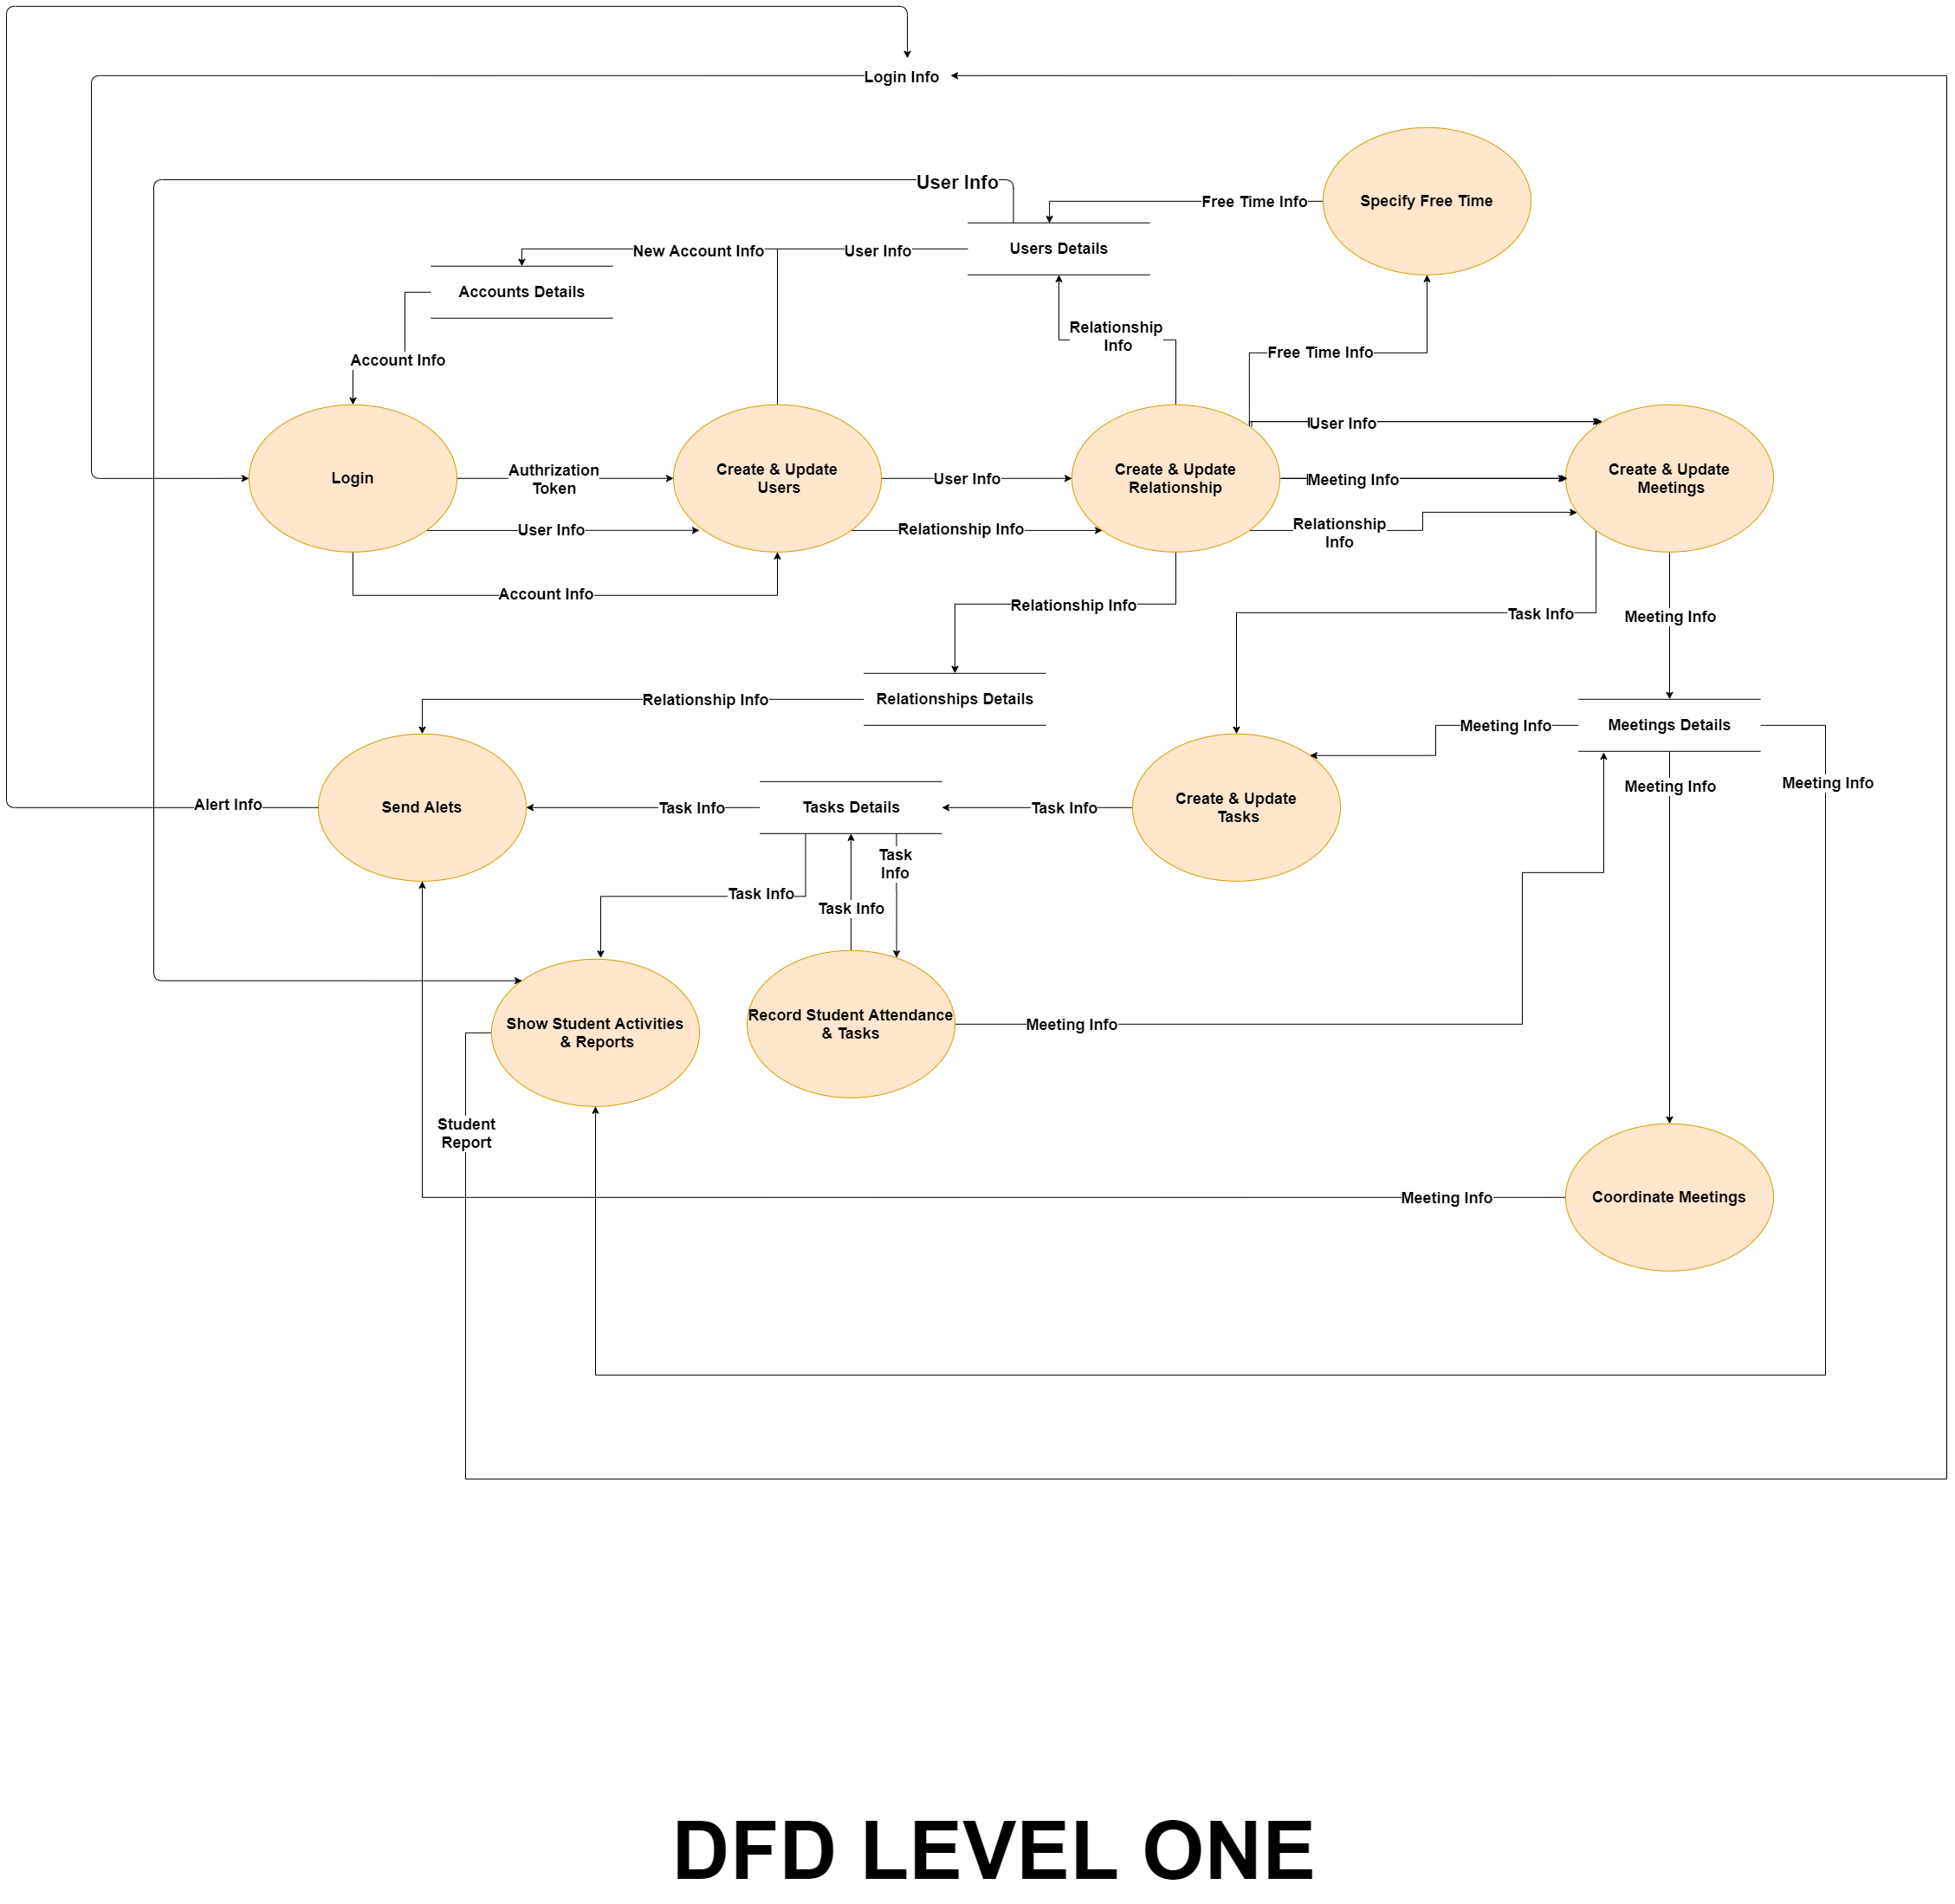 Login Info
User Info
Free Time Info
Specify Free Time
New Account Info
User Info
Users Details
Accounts Details
Relationship
Info
Free Time Info
Account Info
User Info
Login
Authrization
Token
Create & Update
Users
User Info
Create & Update
Relationship
Meeting Info
Create & Update
Meetings
User Info
Relationship Info
Relationship
Info
Account Info
Relationship Info
Task Info
Meeting Info
Relationship Info
Relationships Details
Meeting Info
Meetings Details
Meeting Info
Meeting Info
Alert Info
Send Alets
Task Info
Tasks Details
Task Info
Create & Update
Tasks
Task
Info
Task Info
Task Info
Show Student Activities
& Reports
Record Student Attendance
& Tasks
Meeting Info
Student
Report
Meeting Info
Coordinate Meetings
DFD LEVEL ONE